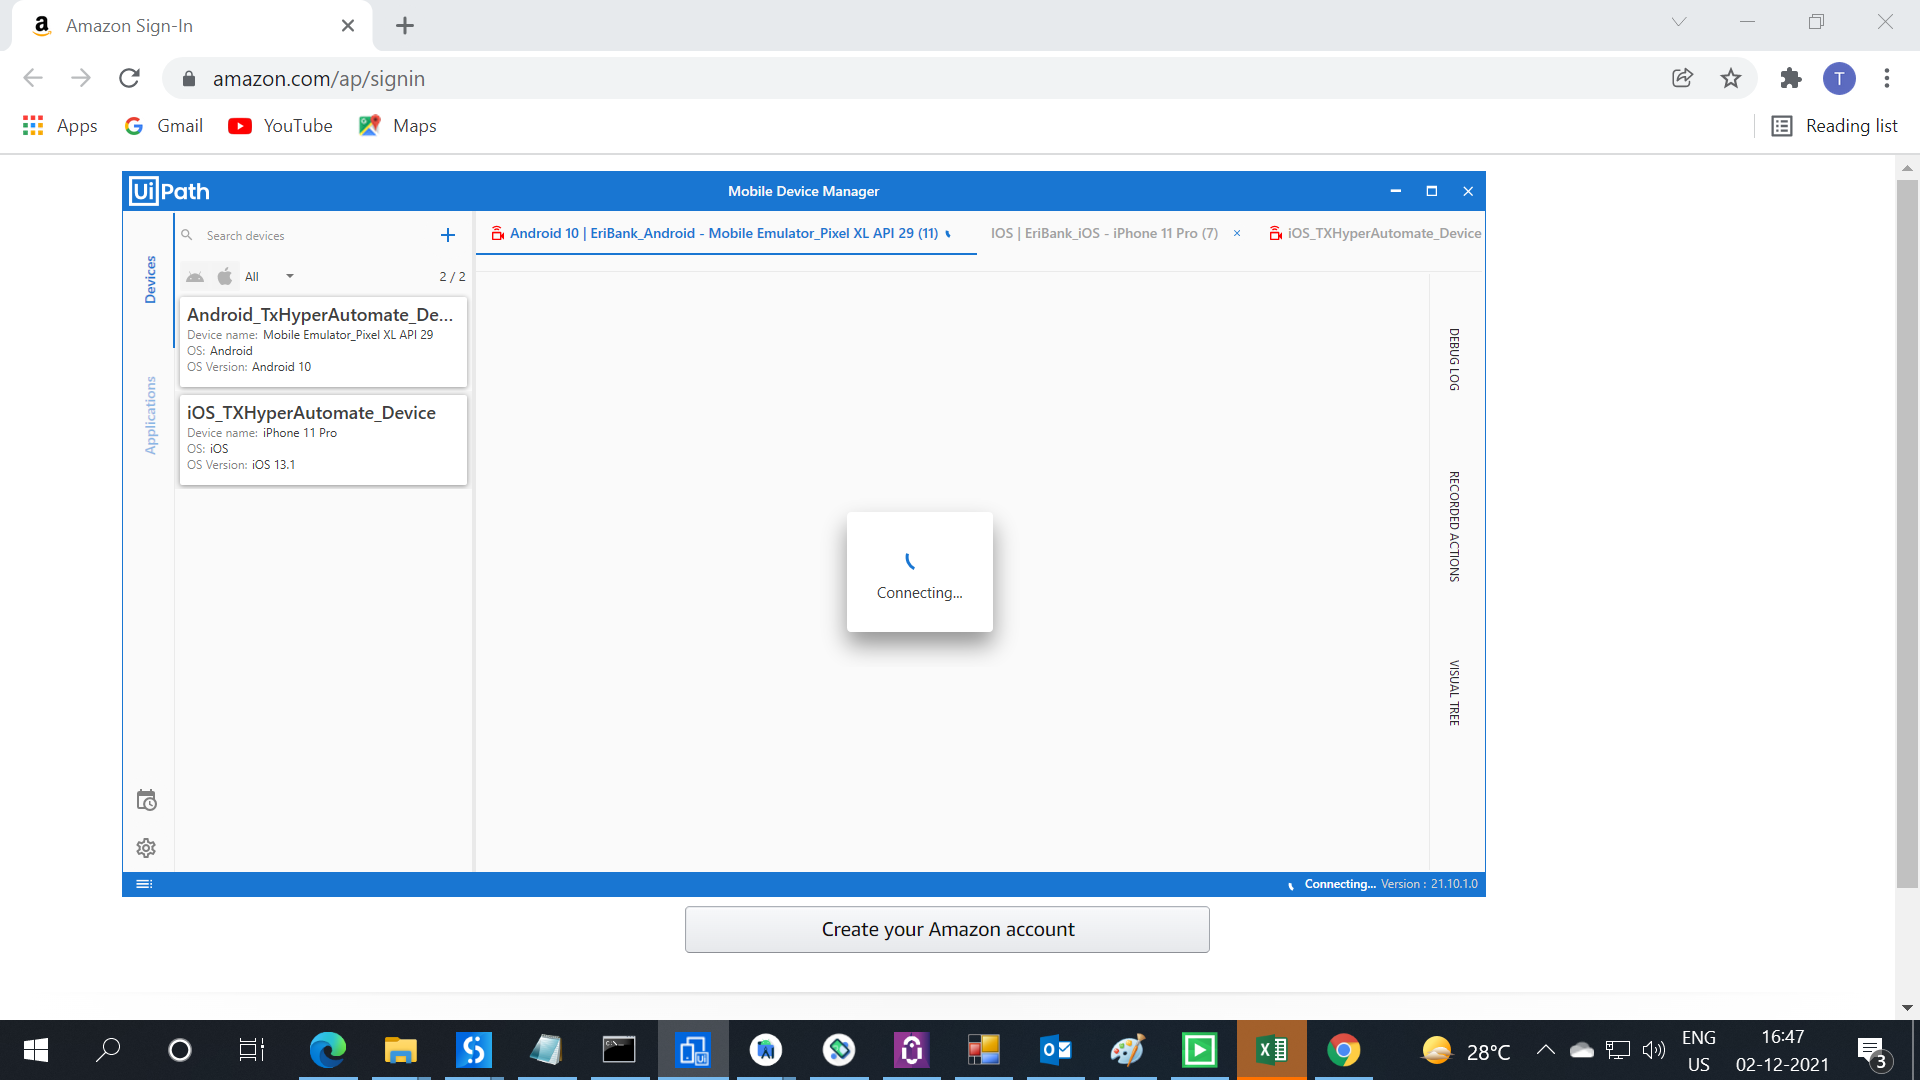 Amazon Sign-In
amazon.com/ap/signin
T
Apps
Gmail
YouTube
Maps
Reading list
UiPath
Mobile Device Manager
Search devices
Android 10 | EriBank_Android - Mobile Emulator_Pixel XL API 29 (11)
IOS | EriBank_iOS - iPhone 11 Pro (7)
iOS_TXHyperAutomate_Device
Devices
Applications
All
2 / 2
Android_TxHyperAutomate_De...
Device name: Mobile Emulator_Pixel XL API 29
OS: Android
OS Version: Android 10
iOS_TXHyperAutomate_Device
Device name: iPhone 11 Pro
OS: iOS
OS Version: iOS 13.1
Connecting...
DEBUG LOG
RECORDED ACTIONS
VISUAL TREE
Connecting... Version : 21.10.1.0
Create your Amazon account
28°C
ENG
US
16:47
02-12-2021
3